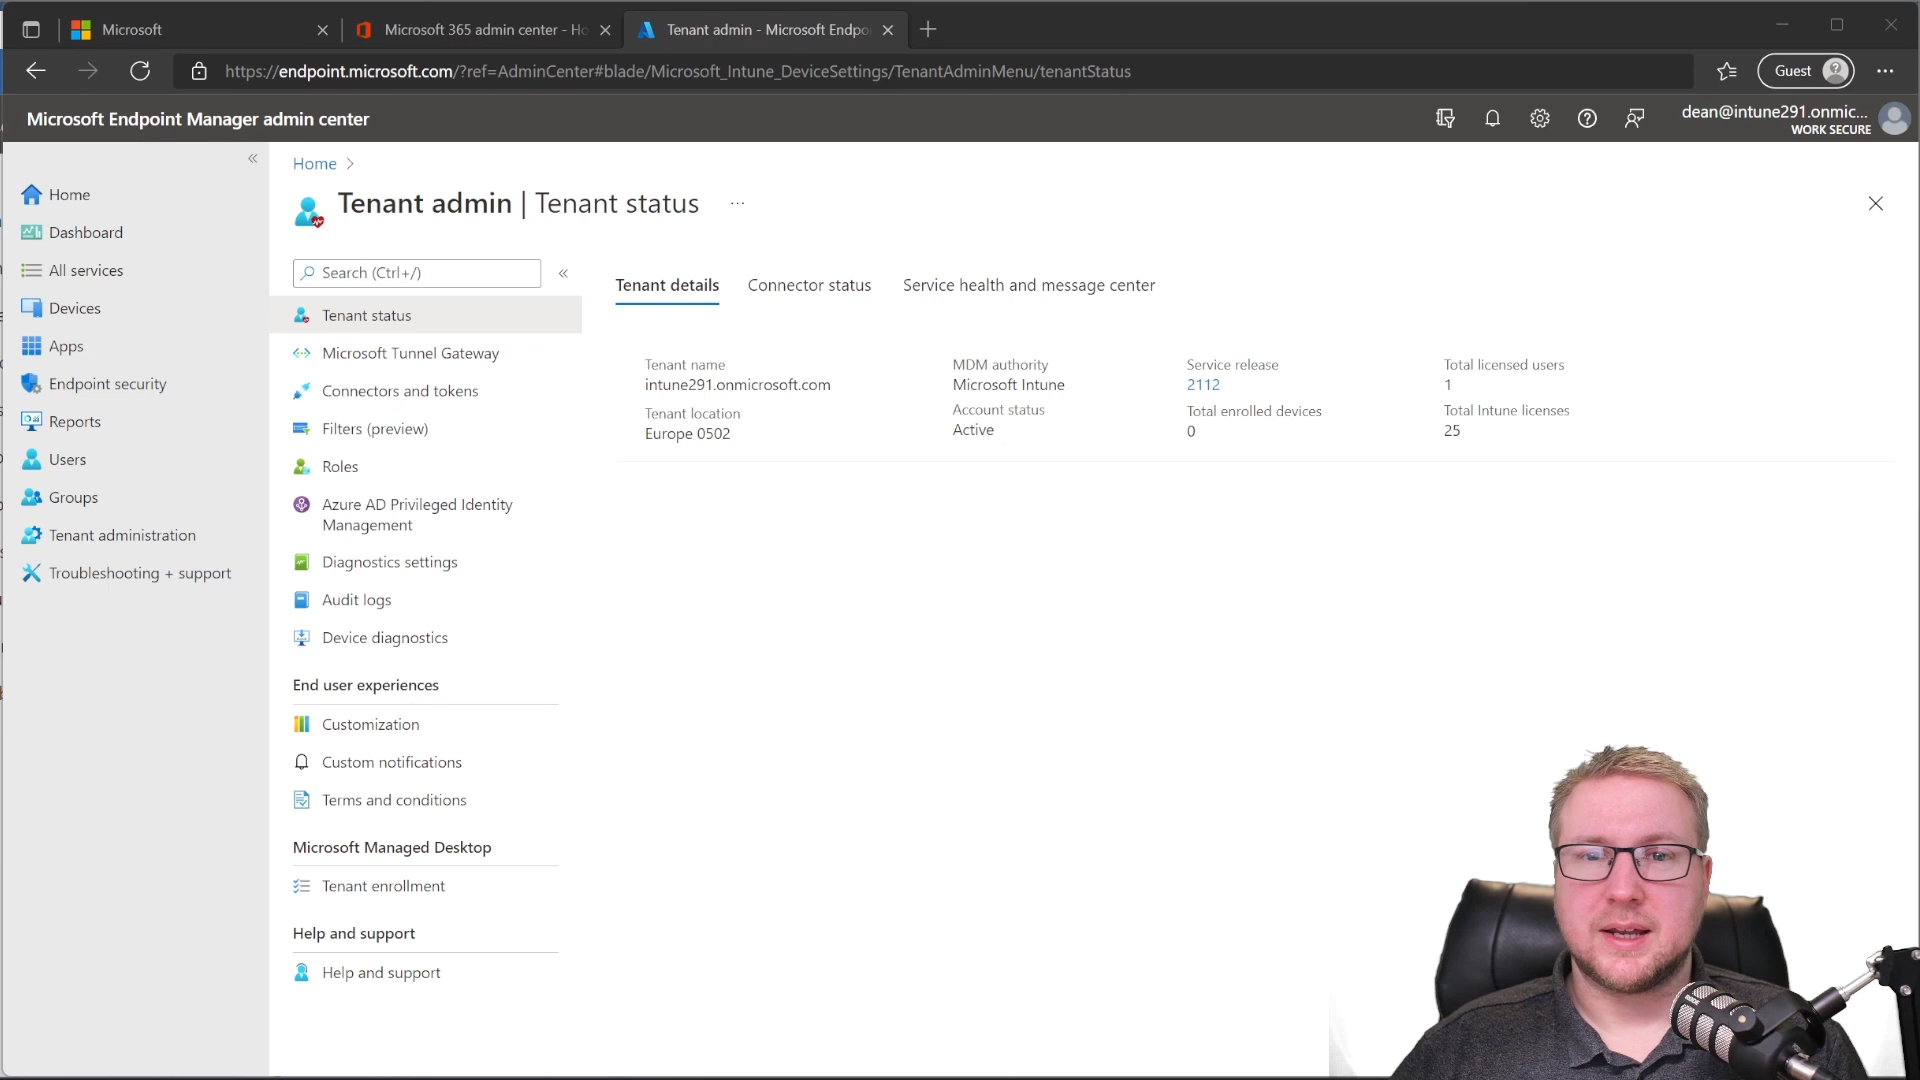 Microsoft
Microsoft 365 admin center - Ho
Tenant admin - Microsoft Endpo
https://endpoint.microsoft.com/?ref=AdminCenter#blade/Microsoft_Intune_DeviceSettings/TenantAdminMenu/tenantStatus
Guest
Microsoft Endpoint Manager admin center
dean@intune291.onmic...
WORK SECURE
Home
Dashboard
All services
Devices
Apps
Endpoint security
Reports
Users
Groups
Tenant administration
Troubleshooting + support
Home
Tenant admin | Tenant status
Search (Ctrl+/)
Tenant status
Microsoft Tunnel Gateway
Connectors and tokens
Filters (preview)
Roles
Azure AD Privileged Identity
Management
Diagnostics settings
Audit logs
Device diagnostics
End user experiences
Customization
Custom notifications
Terms and conditions
Microsoft Managed Desktop
Tenant enrollment
Help and support
Help and support
Tenant details
Connector status
Service health and message center
Tenant name
intune291.onmicrosoft.com
Tenant location
Europe 0502
MDM authority
Microsoft Intune
Account status
Active
Service release
2112
Total enrolled devices
0
Total licensed users
1
Total Intune licenses
25